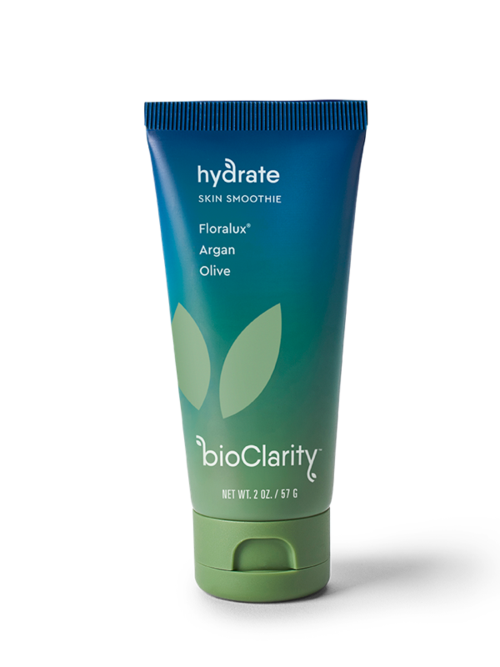 hydrate
SKIN SMOOTHIE
Floralux®
Argan
Olive
bioClarity™
NET WT. 2 OZ. / 57 G